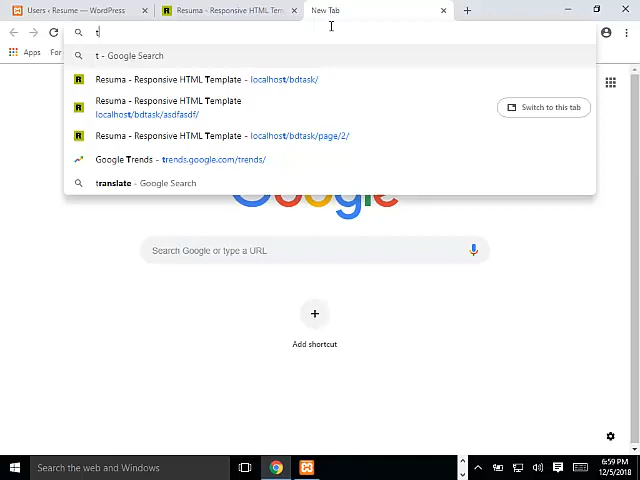 Users ‹ Resume — WordPress
Resuma - Responsive HTML Tem
New Tab
t
Apps
t - Google Search
Resuma - Responsive HTML Template - localhost/bdtask/
Resuma - Responsive HTML Template
localhost/bdtask/asdfasdf/
Switch to this tab
Resuma - Responsive HTML Template - localhost/bdtask/page/2/
Google Trends - trends.google.com/trends/
translate - Google Search
Google
Search Google or type a URL
Add shortcut
Search the web and Windows
6:59 PM
12/5/2018